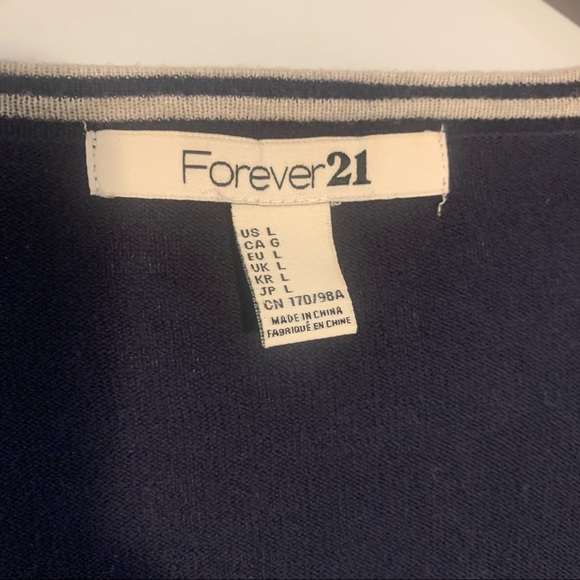 Forever21
US L
CA G
EU L
UK L
KR L
JP L
CN 170/98A
MADE IN CHINA
FABRIQUÉ EN CHINE